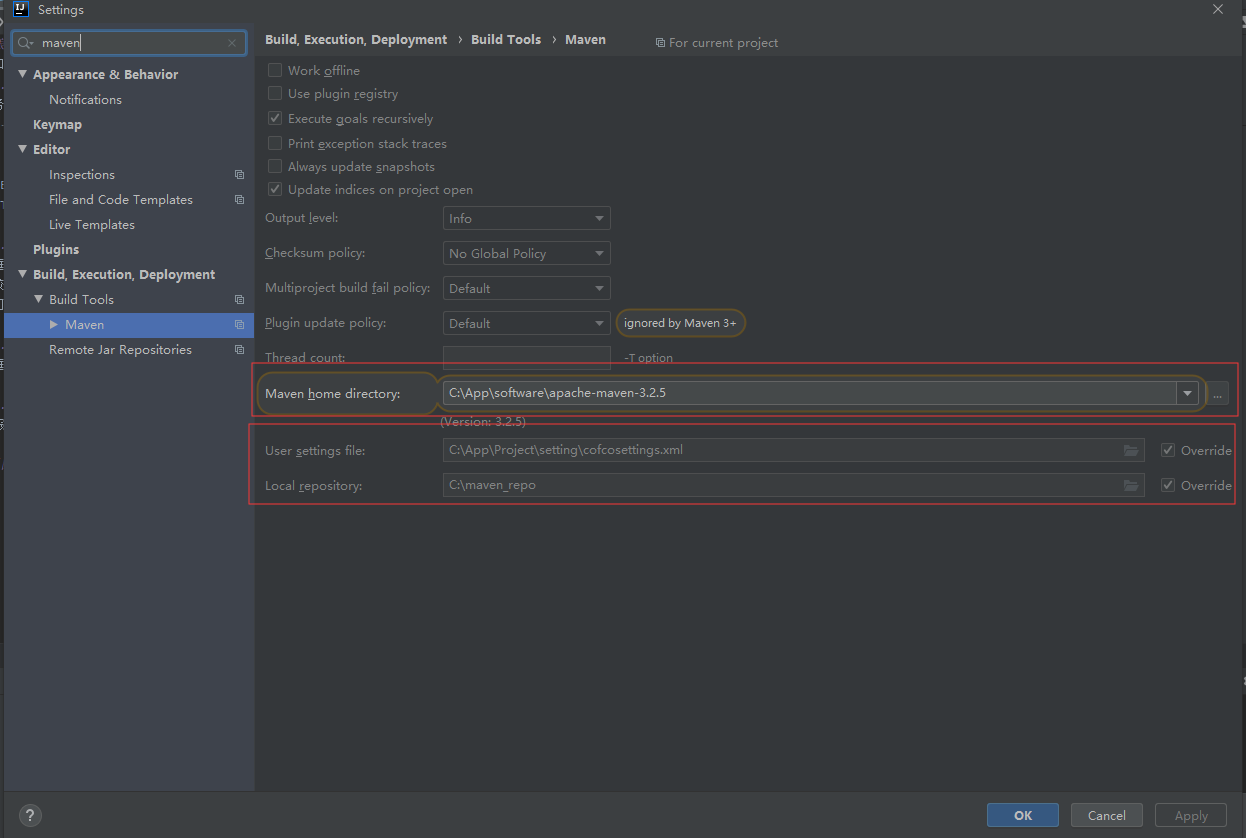 Settings
maven
Build, Execution, Deployment › Build Tools › Maven For current project
Appearance & Behavior
Notifications
Keymap
Editor
Inspections
File and Code Templates
Live Templates
Plugins
Build, Execution, Deployment
Build Tools
Maven
Remote Jar Repositories
Work offline
Use plugin registry
Execute goals recursively
Print exception stack traces
Always update snapshots
Update indices on project open
Output level: Info
Checksum policy: No Global Policy
Multiproject build fail policy: Default
Plugin update policy: Default ignored by Maven 3+
Thread count: -T option
Maven home directory: C:\App\software\apache-maven-3.2.5 ...
(Version: 3.2.5)
User settings file: C:\App\Project\setting\cofcosettings.xml Override
Local repository: C:\maven_repo Override
? OK Cancel Apply